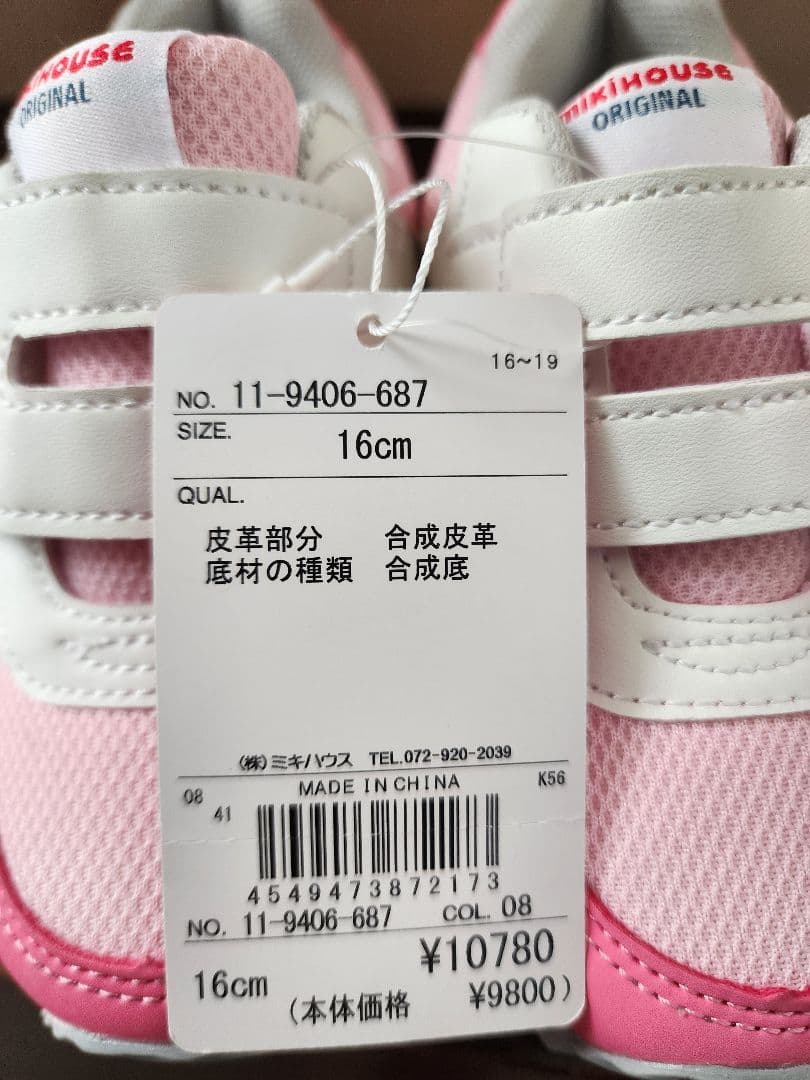 mikiHOUSE
ORIGINAL
mikiHOUSE
ORIGINAL
16~19
NO. 11-9406-687
SIZE. 16cm
QUAL.
皮革部分 合成皮革
底材の種類 合成底
(株)ミキハウス TEL.072-920-2039
08 MADE IN CHINA K56
41
4549473872173
NO. 11-9406-687 COL. 08
¥10780
16cm
(本体価格 ¥9800)